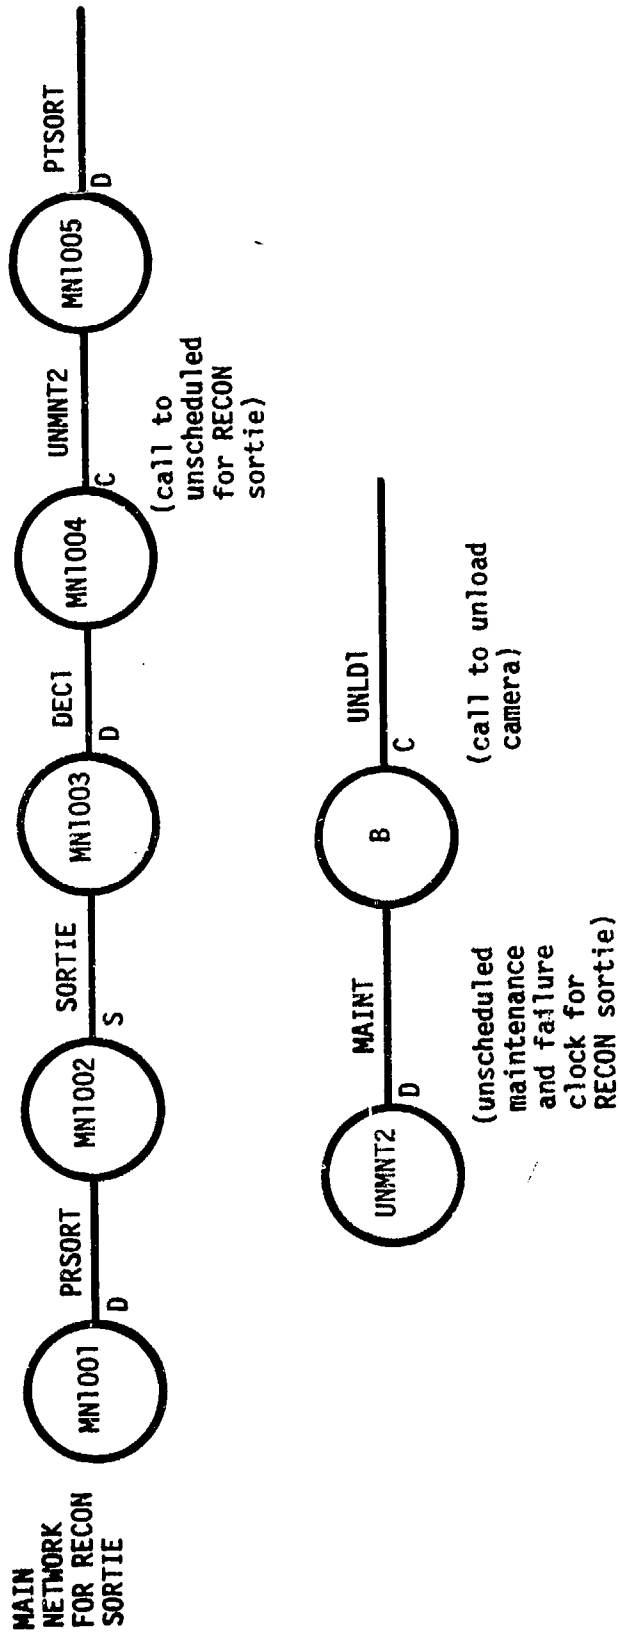 MAIN
NETWORK
FOR RECON
SORTIE
MN1001
PRSORT
D
MN1002
SORTIE
S
MN1003
DEC1
D
MN1004
UNMNT2
C
(call to
unscheduled
for RECON
sortie)
MN1005
PTSORT
D
UNMNT2
MAINT
D
(unscheduled
maintenance
and failure
clock for
RECON sortie)
B
UNLD1
C
(call to unload
camera)